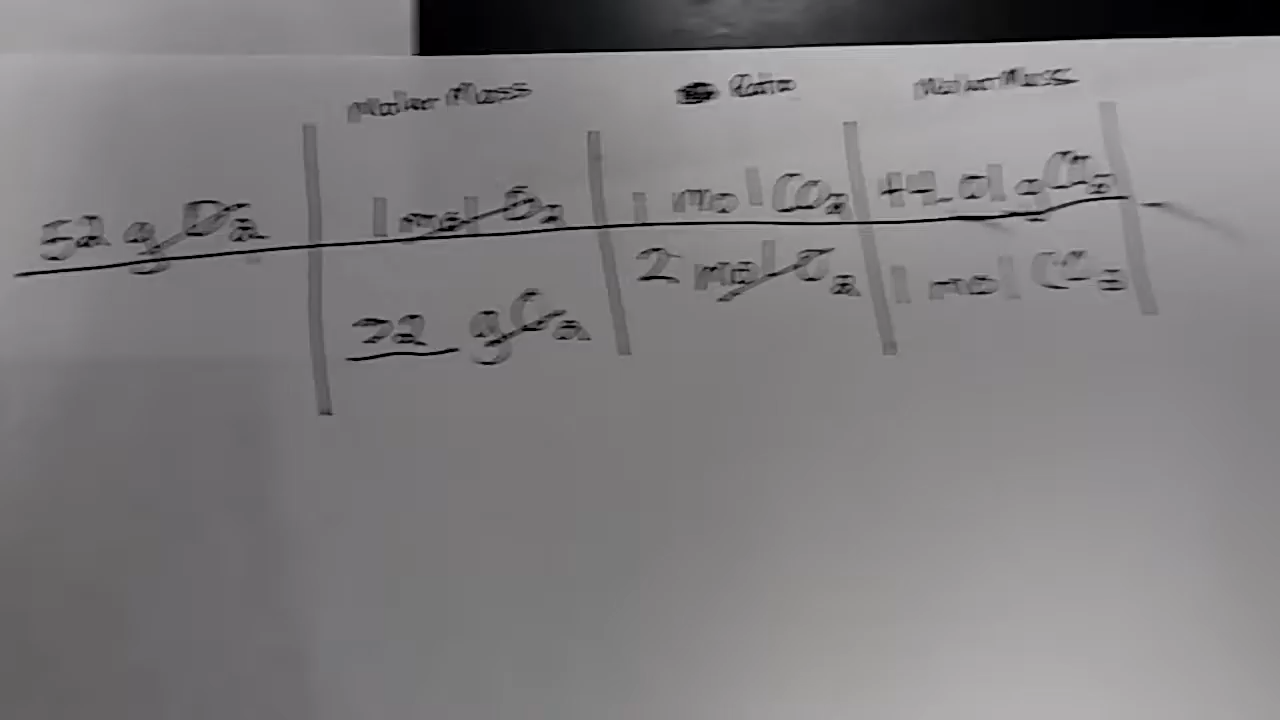 Molar Mass Ratio Molar Mass
52 g O₂ 1 mol O₂ 1 mol CO₂ 44.01 g CO₂
32 g O₂ 2 mol O₂ 1 mol CO₂